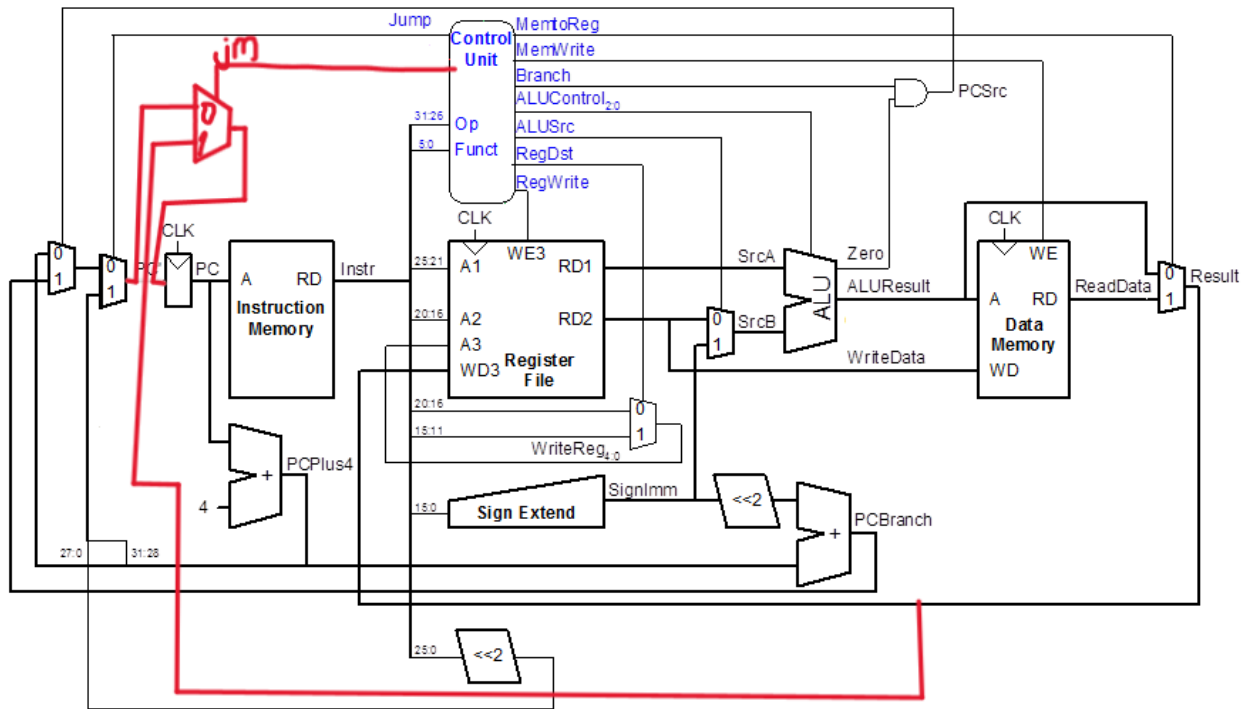 Jump
MemtoReg
Control
Unit
MemWrite
jm
Branch
ALUControl2:0
PCSrc
0
1
31:26
Op
ALUSrc
5:0
Funct
RegDst
RegWrite
CLK
CLK
CLK
0
1
0
1
PC'
PC
A
RD
Instr
Instruction
Memory
25:21
A1
WE3
RD1
SrcA
Zero
WE
20:16
A2
RD2
0
1
SrcB
ALU
ALUResult
A
RD
ReadData
0
1
Result
Data
Memory
A3
WD3
Register
File
WriteData
WD
20:16
0
15:11
1
WriteReg4:0
PCPlus4
+
4
SignImm
15:0
Sign Extend
<<2
+
PCBranch
27:0
31:28
25:0
<<2